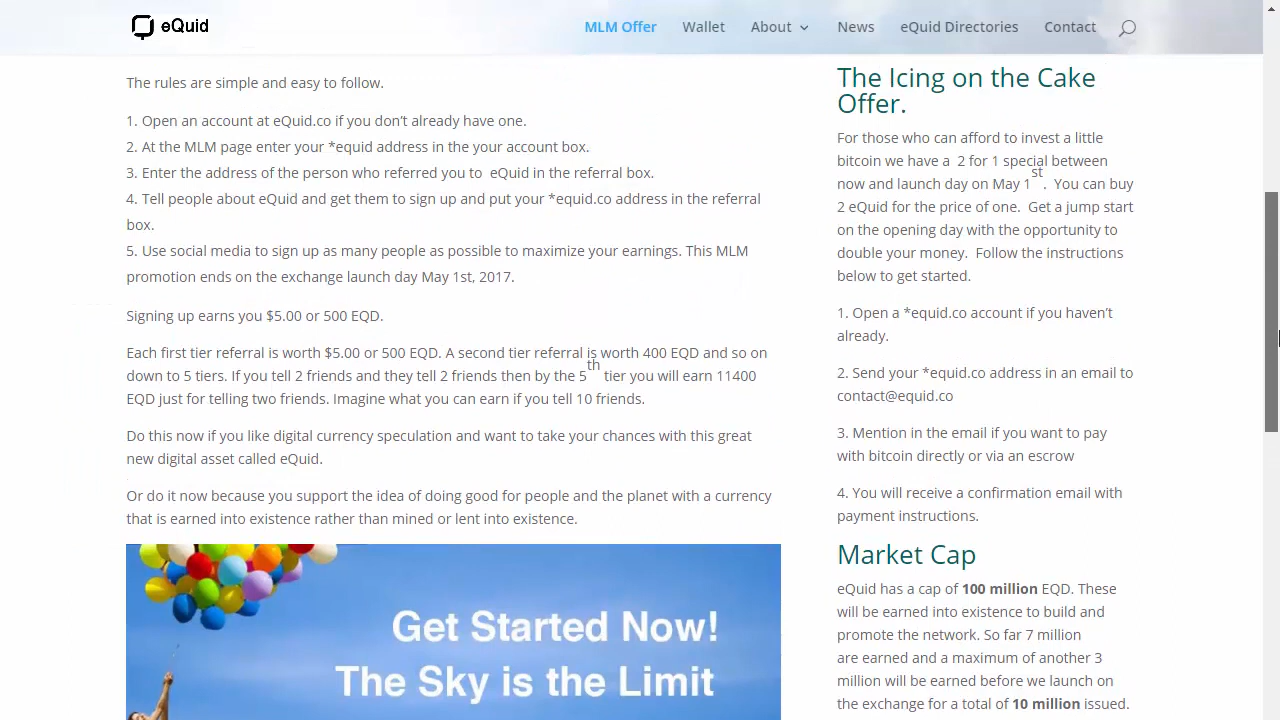 eQuid
MLM Offer
Wallet
About
News
eQuid Directories
Contact
The rules are simple and easy to follow.
1. Open an account at eQuid.co if you don’t already have one.
2. At the MLM page enter your *equid address in the your account box.
3. Enter the address of the person who referred you to eQuid in the referral box.
4. Tell people about eQuid and get them to sign up and put your *equid.co address in the referral
box.
5. Use social media to sign up as many people as possible to maximize your earnings. This MLM
promotion ends on the exchange launch day May 1st, 2017.
Signing up earns you $5.00 or 500 EQD.
Each first tier referral is worth $5.00 or 500 EQD. A second tier referral is worth 400 EQD and so on
down to 5 tiers. If you tell 2 friends and they tell 2 friends then by the 5th tier you will earn 11400
EQD just for telling two friends. Imagine what you can earn if you tell 10 friends.
Do this now if you like digital currency speculation and want to take your chances with this great
new digital asset called eQuid.
Or do it now because you support the idea of doing good for people and the planet with a currency
that is earned into existence rather than mined or lent into existence.
Get Started Now!
The Sky is the Limit
The Icing on the Cake
Offer.
For those who can afford to invest a little
bitcoin we have a 2 for 1 special between
now and launch day on May 1st. You can buy
2 eQuid for the price of one. Get a jump start
on the opening day with the opportunity to
double your money. Follow the instructions
below to get started.
1. Open a *equid.co account if you haven’t
already.
2. Send your *equid.co address in an email to
contact@equid.co
3. Mention in the email if you want to pay
with bitcoin directly or via an escrow
4. You will receive a confirmation email with
payment instructions.
Market Cap
eQuid has a cap of 100 million EQD. These
will be earned into existence to build and
promote the network. So far 7 million
are earned and a maximum of another 3
million will be earned before we launch on
the exchange for a total of 10 million issued.